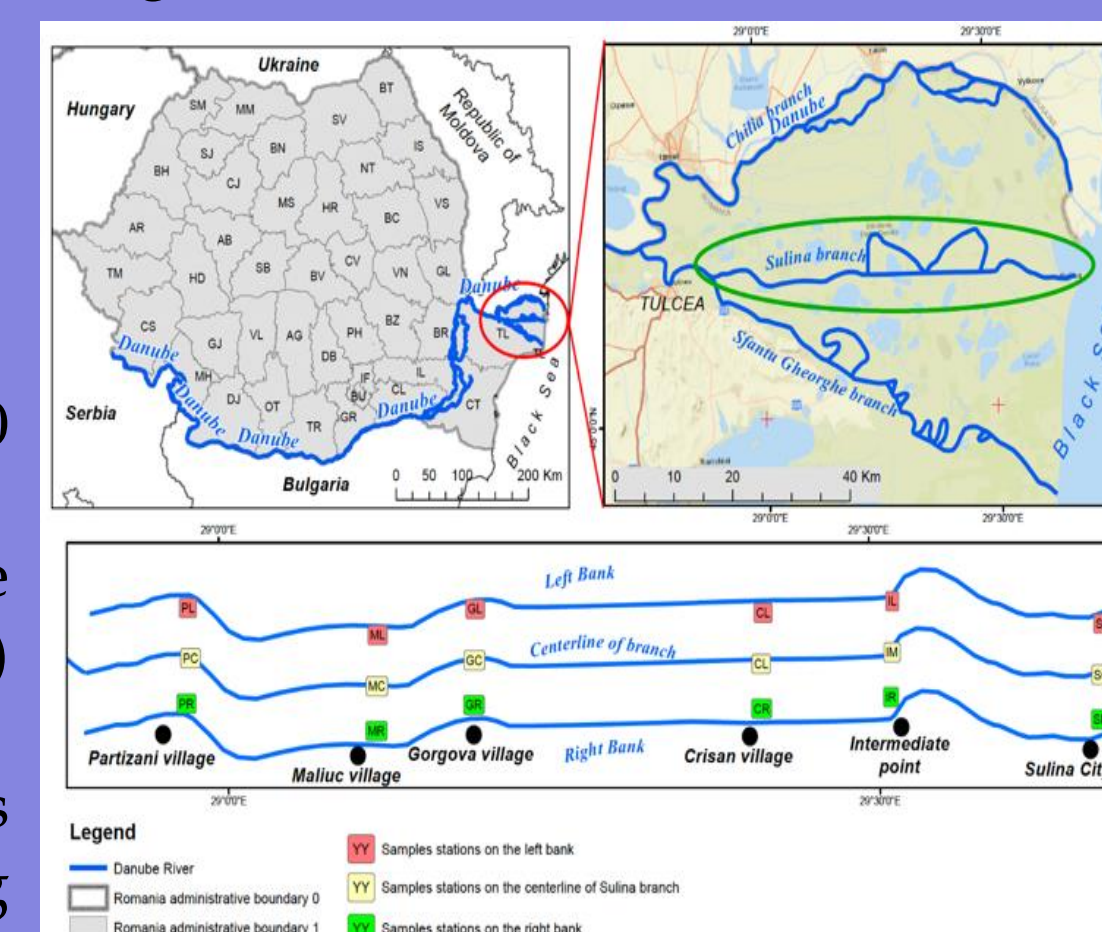 )
e
)
s
g
Ukraine
Hungary
Republic of
Moldova
Serbia
Bulgaria
Black Sea
BT
SM
MM
SV
IS
SJ
BN
NT
BH
CJ
MS
HR
VS
BC
AR
AB
CV
TM
HD
SB
BV
VN
GL
Danube
CS
GJ
VL
AG
PH
BZ
BR
TL
DB
Danube
MH
IF
BU
IL
CL
DJ
OT
TR
GR
CT
Danube
Danube
Danube
0 50 100 200 Km
29°0'0"E 29°30'0"E
Chilia branch
Danube
Sulina branch
TULCEA
Sfantu Gheorghe branch
Black S
0 10 20 40 Km
29°0'0"E 29°30'0"E
29°0'0"E 29°30'0"E
Left Bank
PL
ML
GL
CL
IL
S
Centerline of branch
PC
MC
GC
CL
IM
S
PR
MR
GR
CR
IR
S
Right Bank
Partizani village
Maliuc village
Gorgova village
Crisan village
Intermediate
point
Sulina Cit
29°0'0"E 29°30'0"E
Legend
Danube River
Romania administrative boundary 0
Romania administrative boundary 1
YY Samples stations on the left bank
YY Samples stations on the centerline of Sulina branch
YY Samples stations on the right bank